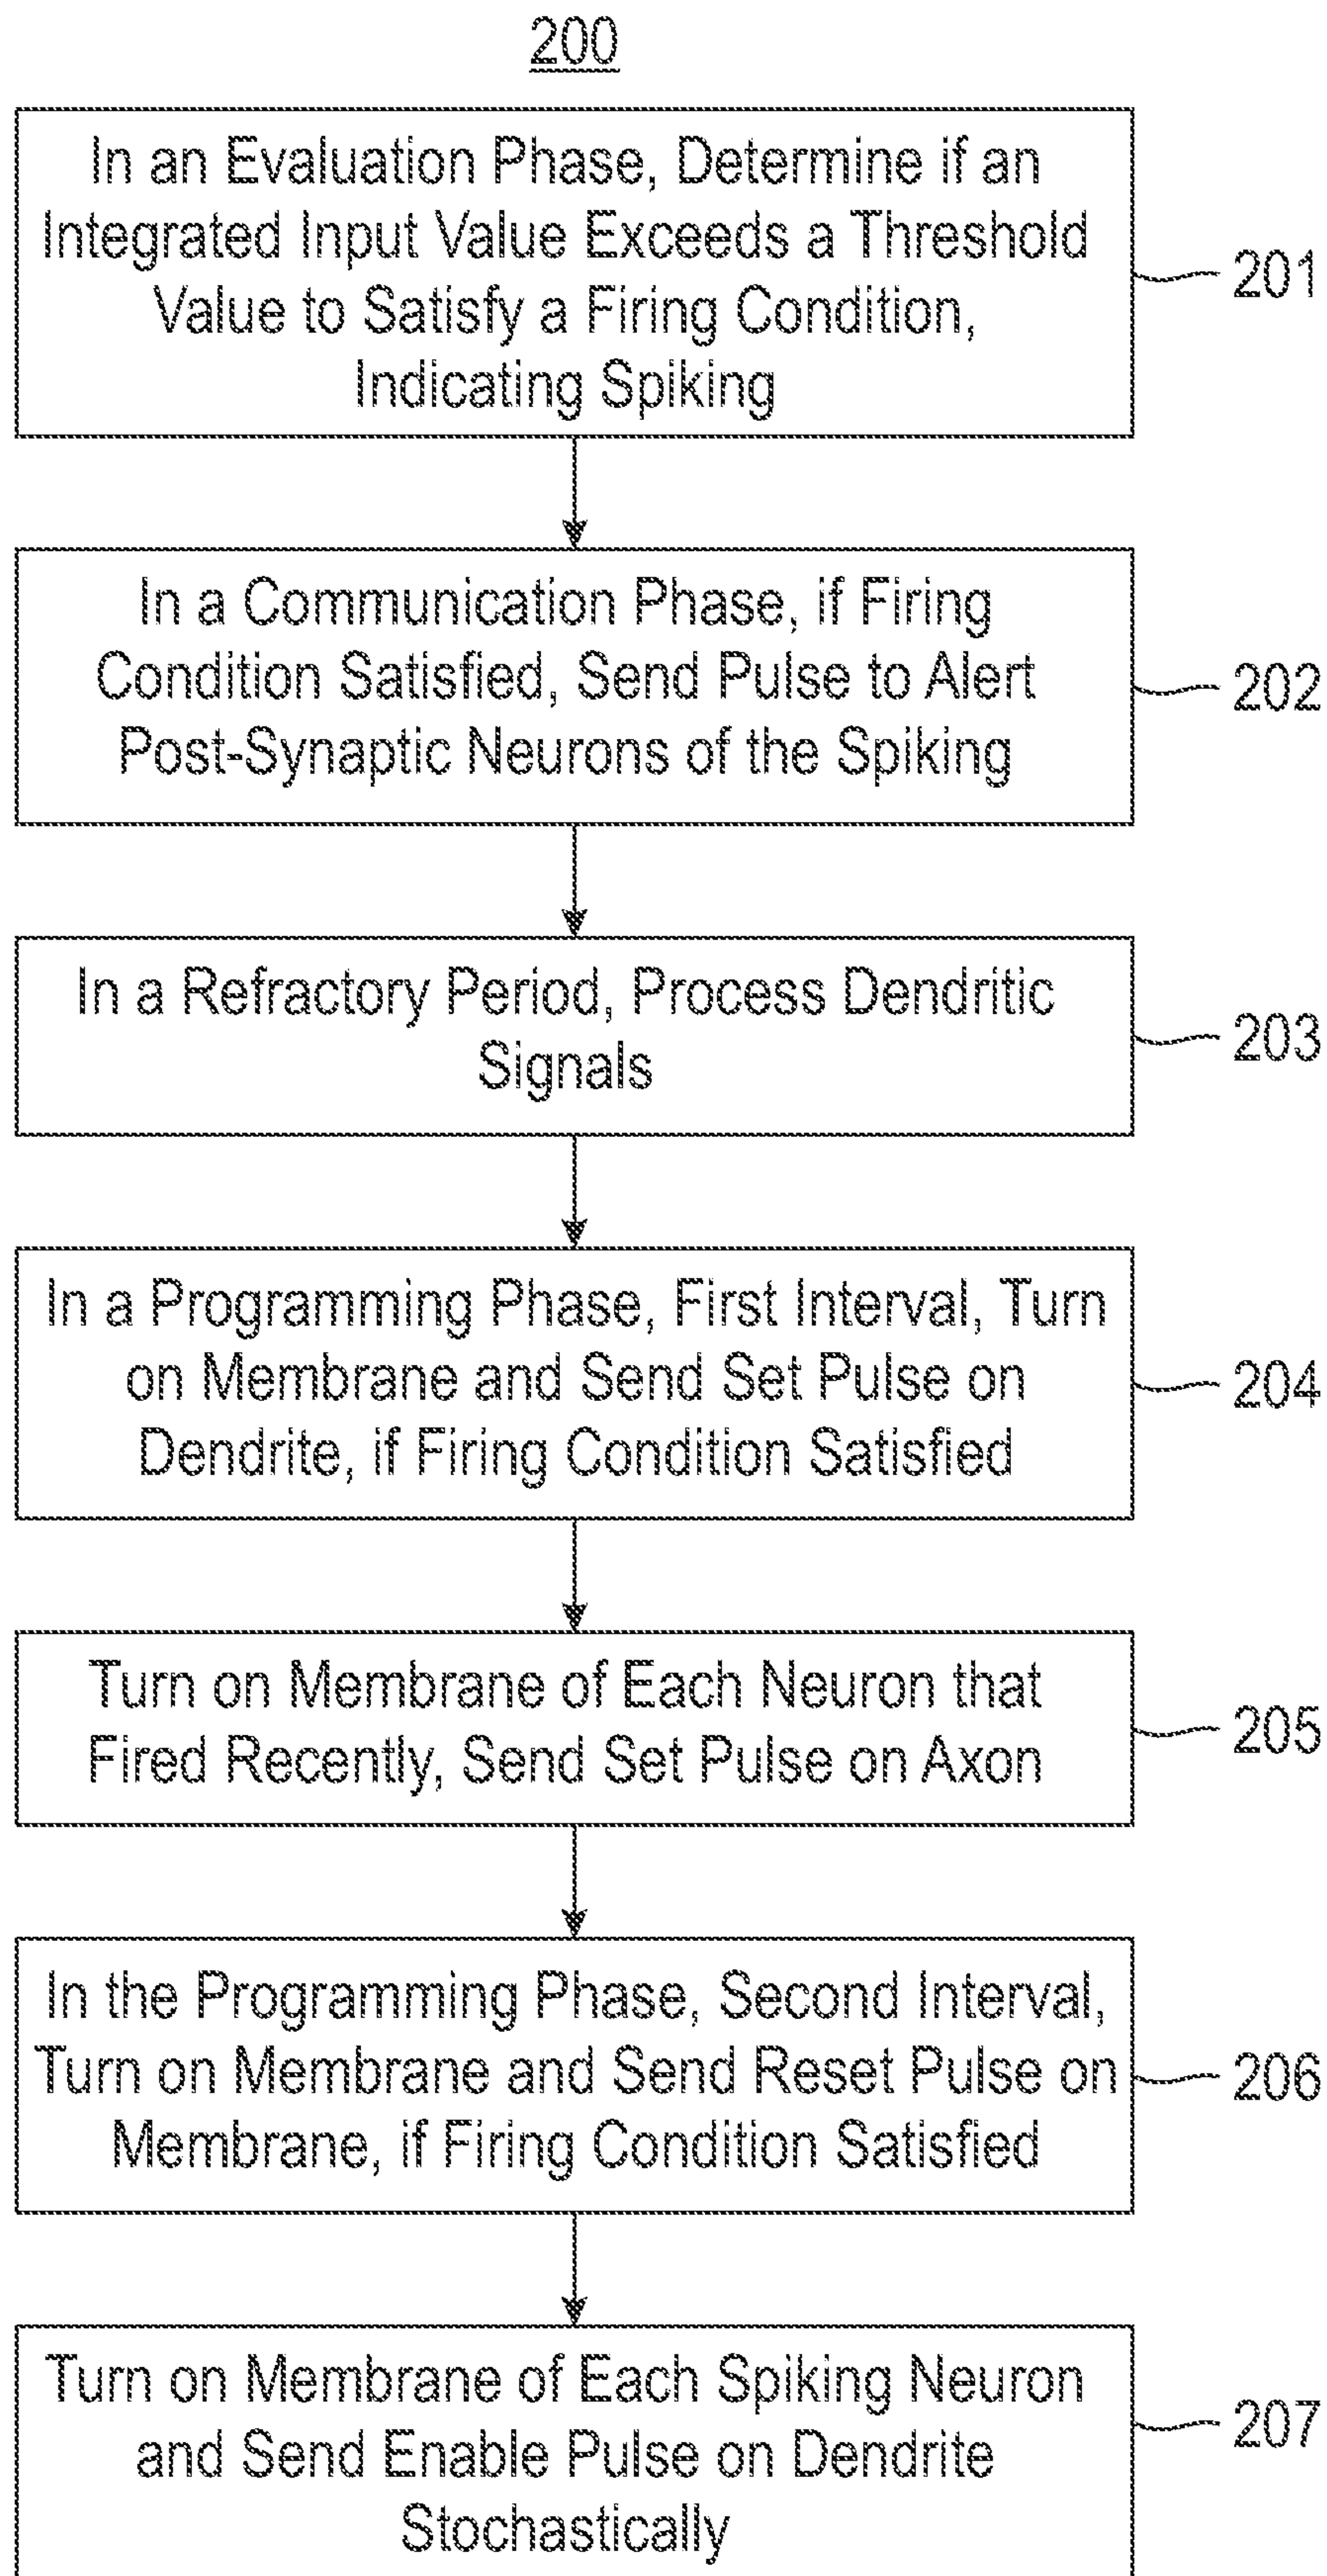 200
In an Evaluation Phase, Determine if an
Integrated Input Value Exceeds a Threshold
Value to Satisfy a Firing Condition,
Indicating Spiking
201
In a Communication Phase, if Firing
Condition Satisfied, Send Pulse to Alert
Post-Synaptic Neurons of the Spiking
202
In a Refractory Period, Process Dendritic
Signals
203
In a Programming Phase, First Interval, Turn
on Membrane and Send Set Pulse on
Dendrite, if Firing Condition Satisfied
204
Turn on Membrane of Each Neuron that
Fired Recently, Send Set Pulse on Axon
205
In the Programming Phase, Second Interval,
Turn on Membrane and Send Reset Pulse on
Membrane, if Firing Condition Satisfied
206
Turn on Membrane of Each Spiking Neuron
and Send Enable Pulse on Dendrite
Stochastically
207